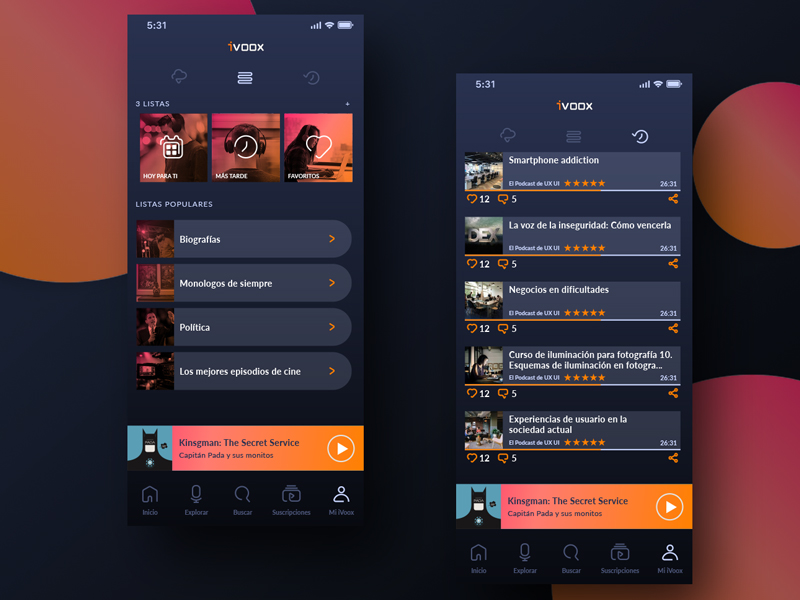 5:31
iVOOX
3 LISTAS
+
HOY PARA TI
MÁS TARDE
FAVORITOS
LISTAS POPULARES
Biografías
Monologos de siempre
Política
Los mejores episodios de cine
PADA
Kinsgman: The Secret Service
Capitán Pada y sus monitos
Inicio
Explorar
Buscar
Suscripciones
Mi iVoox
5:31
iVOOX
Smartphone addiction
El Podcast de UX UI
26:31
12
5
DEX
La voz de la inseguridad: Cómo vencerla
El Podcast de UX UI
26:31
12
5
Negocios en dificultades
El Podcast de UX UI
26:31
12
5
Curso de iluminación para fotografía 10.
Esquemas de iluminación en fotogra...
El Podcast de UX UI
26:31
12
5
Experiencias de usuario en la
sociedad actual
El Podcast de UX UI
26:31
12
5
Kinsgman: The Secret Service
Capitán Pada y sus monitos
Inicio
Explorar
Buscar
Suscripciones
Mi iVoox